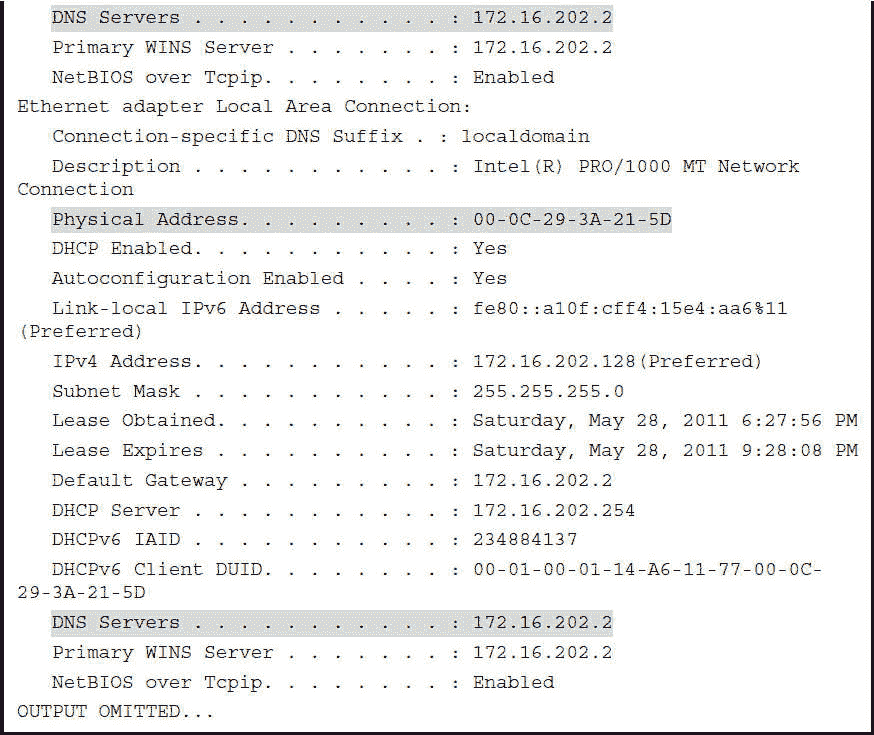 DNS Servers . . . . . . . . . . . : 172.16.202.2
Primary WINS Server . . . . . . . : 172.16.202.2
NetBIOS over Tcpip. . . . . . . . : Enabled
Ethernet adapter Local Area Connection:
Connection-specific DNS Suffix . : localdomain
Description . . . . . . . . . . . : Intel(R) PRO/1000 MT Network
Connection
Physical Address. . . . . . . . . : 00-0C-29-3A-21-5D
DHCP Enabled. . . . . . . . . . . : Yes
Autoconfiguration Enabled . . . . : Yes
Link-local IPv6 Address . . . . . : fe80::a10f:cff4:15e4:aa6%11
(Preferred)
IPv4 Address. . . . . . . . . . . : 172.16.202.128(Preferred)
Subnet Mask . . . . . . . . . . . : 255.255.255.0
Lease Obtained. . . . . . . . . . : Saturday, May 28, 2011 6:27:56 PM
Lease Expires . . . . . . . . . . : Saturday, May 28, 2011 9:28:08 PM
Default Gateway . . . . . . . . . : 172.16.202.2
DHCP Server . . . . . . . . . . . : 172.16.202.254
DHCPv6 IAID . . . . . . . . . . . : 234884137
DHCPv6 Client DUID. . . . . . . . : 00-01-00-01-14-A6-11-77-00-0C-
29-3A-21-5D
DNS Servers . . . . . . . . . . . : 172.16.202.2
Primary WINS Server . . . . . . . : 172.16.202.2
NetBIOS over Tcpip. . . . . . . . : Enabled
OUTPUT OMITTED...